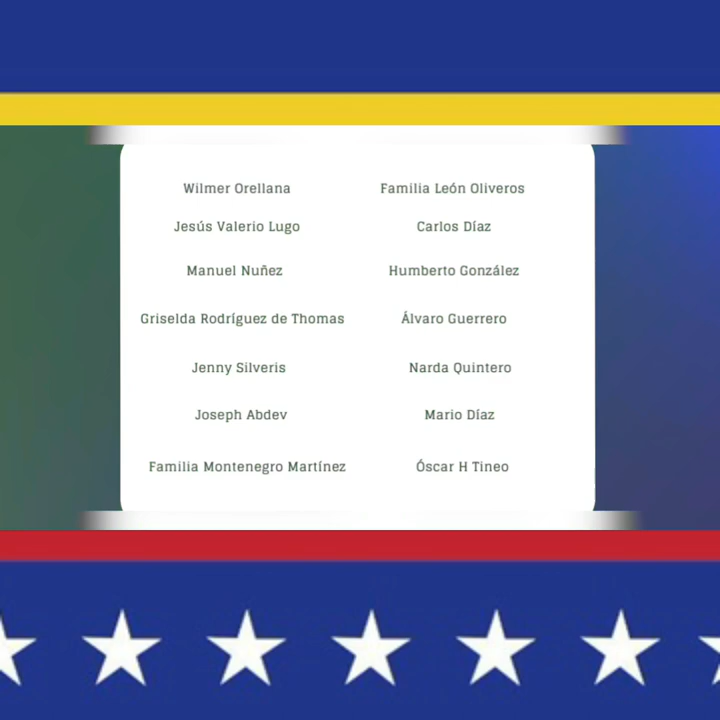 Wilmer Orellana
Familia León Oliveros
Jesús Valerio Lugo
Carlos Díaz
Manuel Nuñez
Humberto González
Griselda Rodríguez de Thomas
Álvaro Guerrero
Jenny Silveris
Narda Quintero
Joseph Abdev
Mario Díaz
Familia Montenegro Martínez
Óscar H Tineo